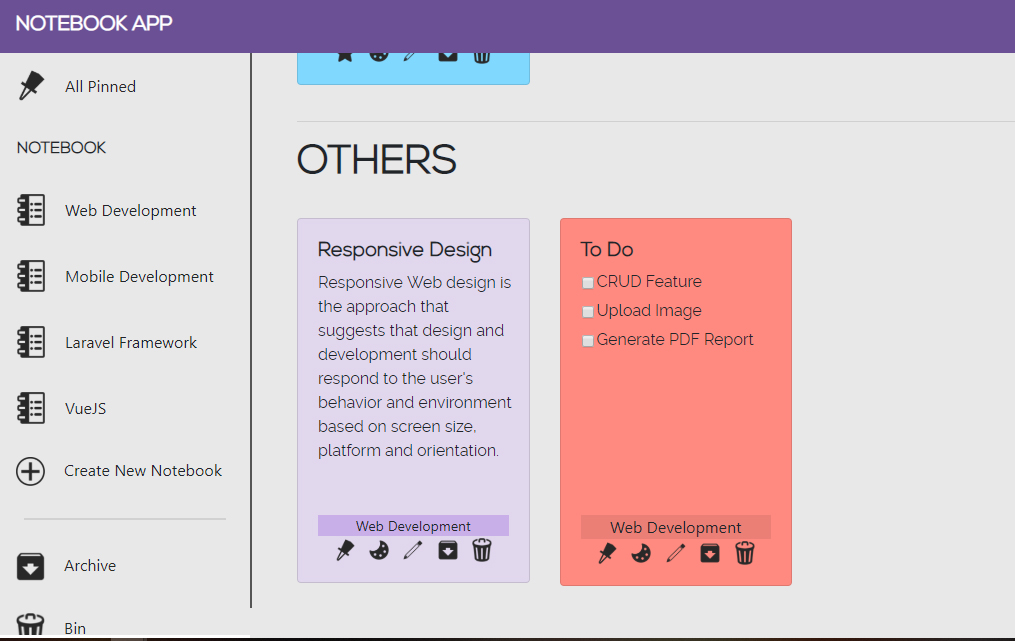 NOTEBOOK APP
All Pinned
NOTEBOOK
Web Development
Mobile Development
Laravel Framework
VueJS
Create New Notebook
Archive
Bin
OTHERS
Responsive Design
Responsive Web design is
the approach that
suggests that design and
development should
respond to the user's
behavior and environment
based on screen size,
platform and orientation.
Web Development
To Do
CRUD Feature
Upload Image
Generate PDF Report
Web Development